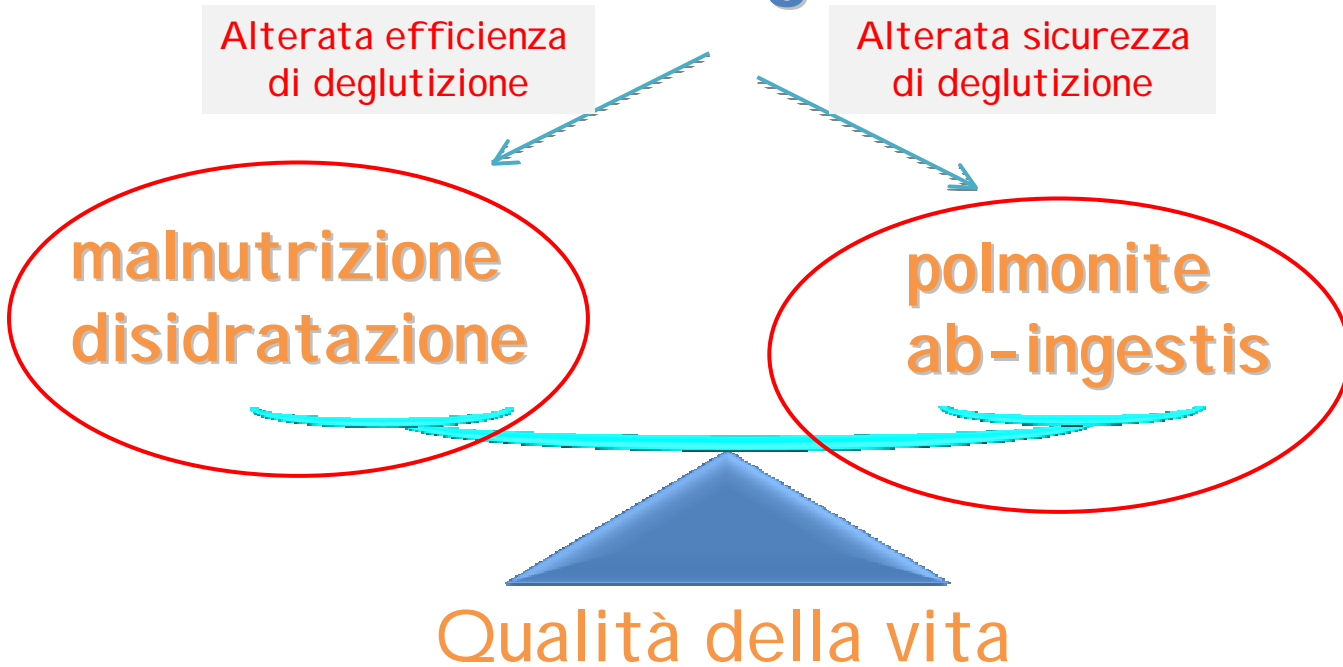 Alterata efficienza
di deglutizione
Alterata sicurezza
di deglutizione
malnutrizione
disidratazione
polmonite
ab-ingestis
Qualità della vita